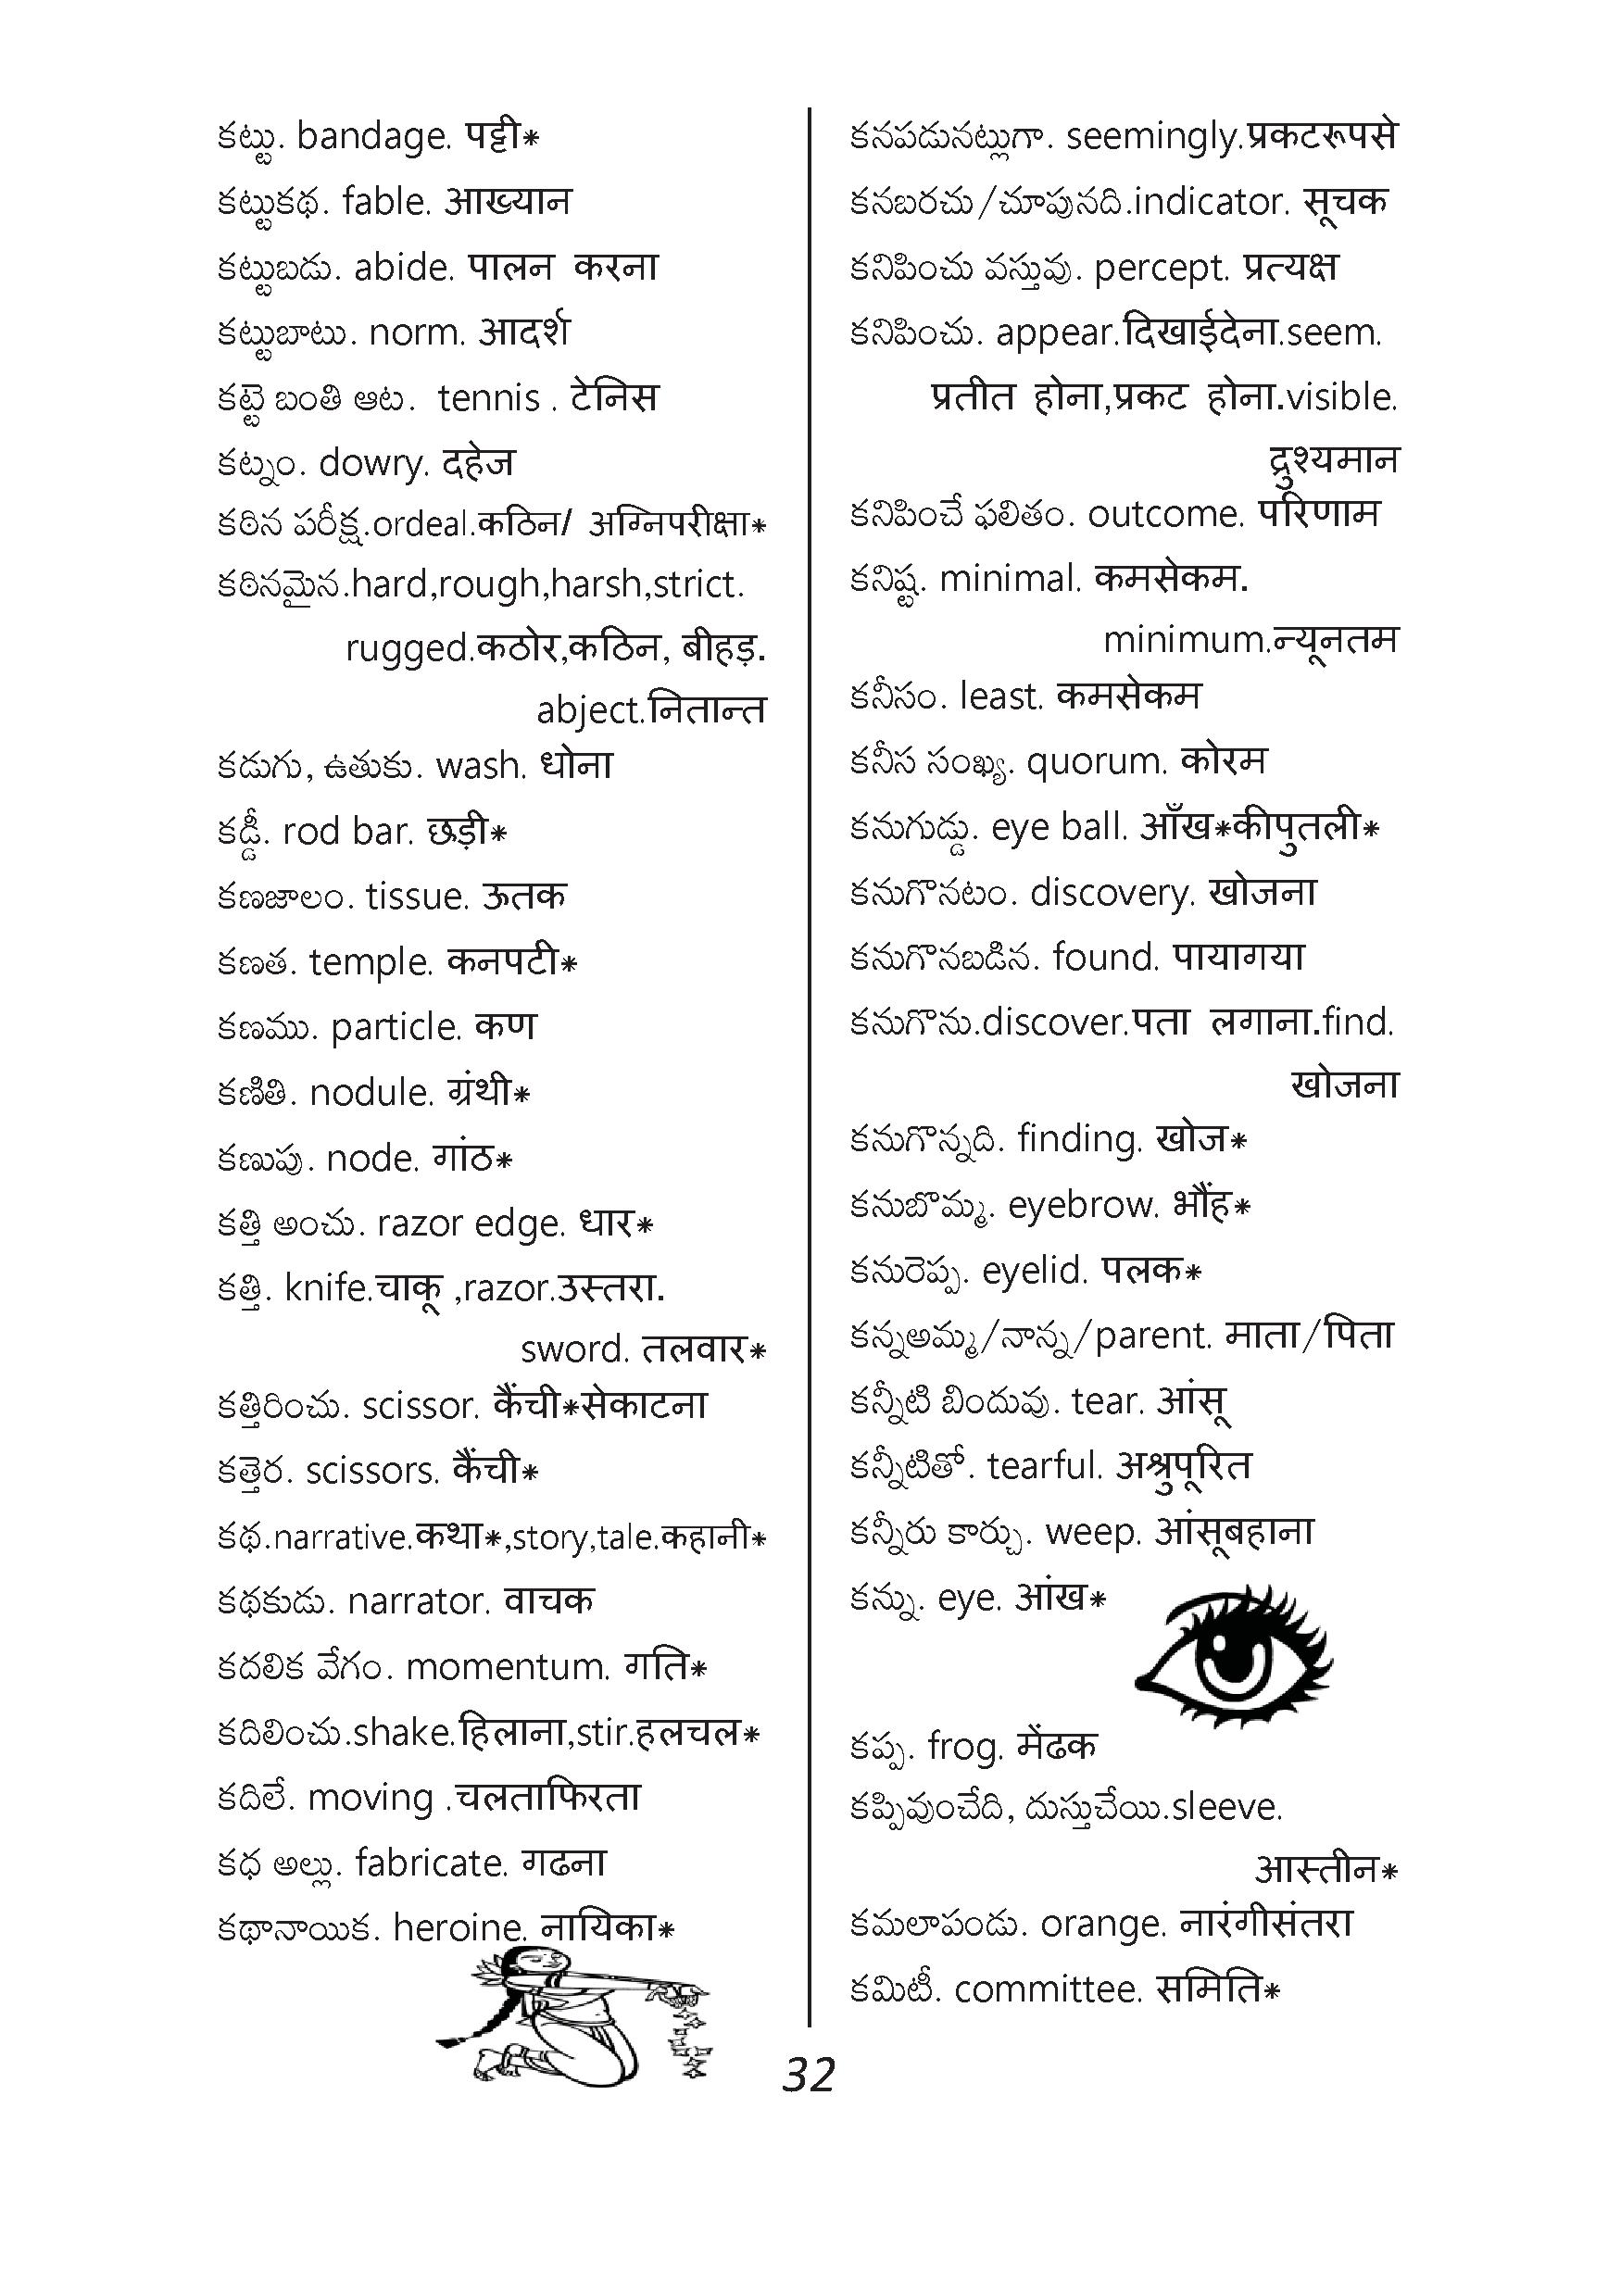 కట్టు. bandage. पट्टी*
కట్టుకథ. fable. आख्यान
కట్టుబడు. abide. पालन करना
కట్టుబాటు. norm. आदर्श
కట్టె బంతి ఆట. tennis . टेनिस
కట్నం. dowry. दहेज
కఠిన పరీక్ష.ordeal.कठिन/ अग्निपरीक्षा*
కఠినమైన.hard,rough,harsh,strict.
rugged.कठोर,कठिन, बीहड़.
abject.नितान्त
కడుగు, ఉతుకు. wash. धोना
కడ్డీ. rod bar. छड़ी*
కణజాలం. tissue. ऊतक
కణత. temple. कनपटी*
కణము. particle. कण
కణితి. nodule. ग्रंथी*
కణుపు. node. गांठ*
కత్తి అంచు. razor edge. धार*
కత్తి. knife.चाकू ,razor.उस्तरा.
sword. तलवार*
కత్తిరించు. scissor. कैंची*सेकाटना
కత్తెర. scissors. कैंची*
కథ.narrative.कथा*,story,tale.कहानी*
కథకుడు. narrator. वाचक
కదలిక వేగం. momentum. गति*
కదిలించు.shake.हिलाना,stir.हलचल*
కదిలే. moving .चलताफिरता
కధ అల్లు. fabricate. गढना
కథానాయిక. heroine. नायिका*
కనపడునట్లుగా. seemingly.प्रकटरूपसे
కనబరచు/చూపునది.indicator. सूचक
కనిపించు వస్తువు. percept. प्रत्यक्ष
కనిపించు. appear.दिखाईदेना.seem.
प्रतीत होना,प्रकट होना.visible.
द्रुश्यमान
కనిపించే ఫలితం. outcome. परिणाम
కనిష్ట. minimal. कमसेकम.
minimum.न्यूनतम
కనీసం. least. कमसेकम
కనీస సంఖ్య. quorum. कोरम
కనుగుడ్డు. eye ball. आँख*कीपुतली*
కనుగొనటం. discovery. खोजना
కనుగొనబడిన. found. पायागया
కనుగొను.discover.पता लगाना.find.
खोजना
కనుగొన్నది. finding. खोज*
కనుబొమ్మ. eyebrow. भौंह*
కనురెప్ప. eyelid. पलक*
కన్నఅమ్మ/నాన్న/parent. माता/पिता
కన్నీటి బిందువు. tear. आंसू
కన్నీటితో. tearful. अश्रुपूरित
కన్నీరు కార్చు. weep. आंसूबहाना
కన్ను. eye. आंख*
కప్ప. frog. मेंढक
కప్పివుంచేది, దుస్తుచేయి.sleeve.
आस्तीन*
కమలాపండు. orange. नारंगीसंतरा
కమిటీ. committee. समिति*
32